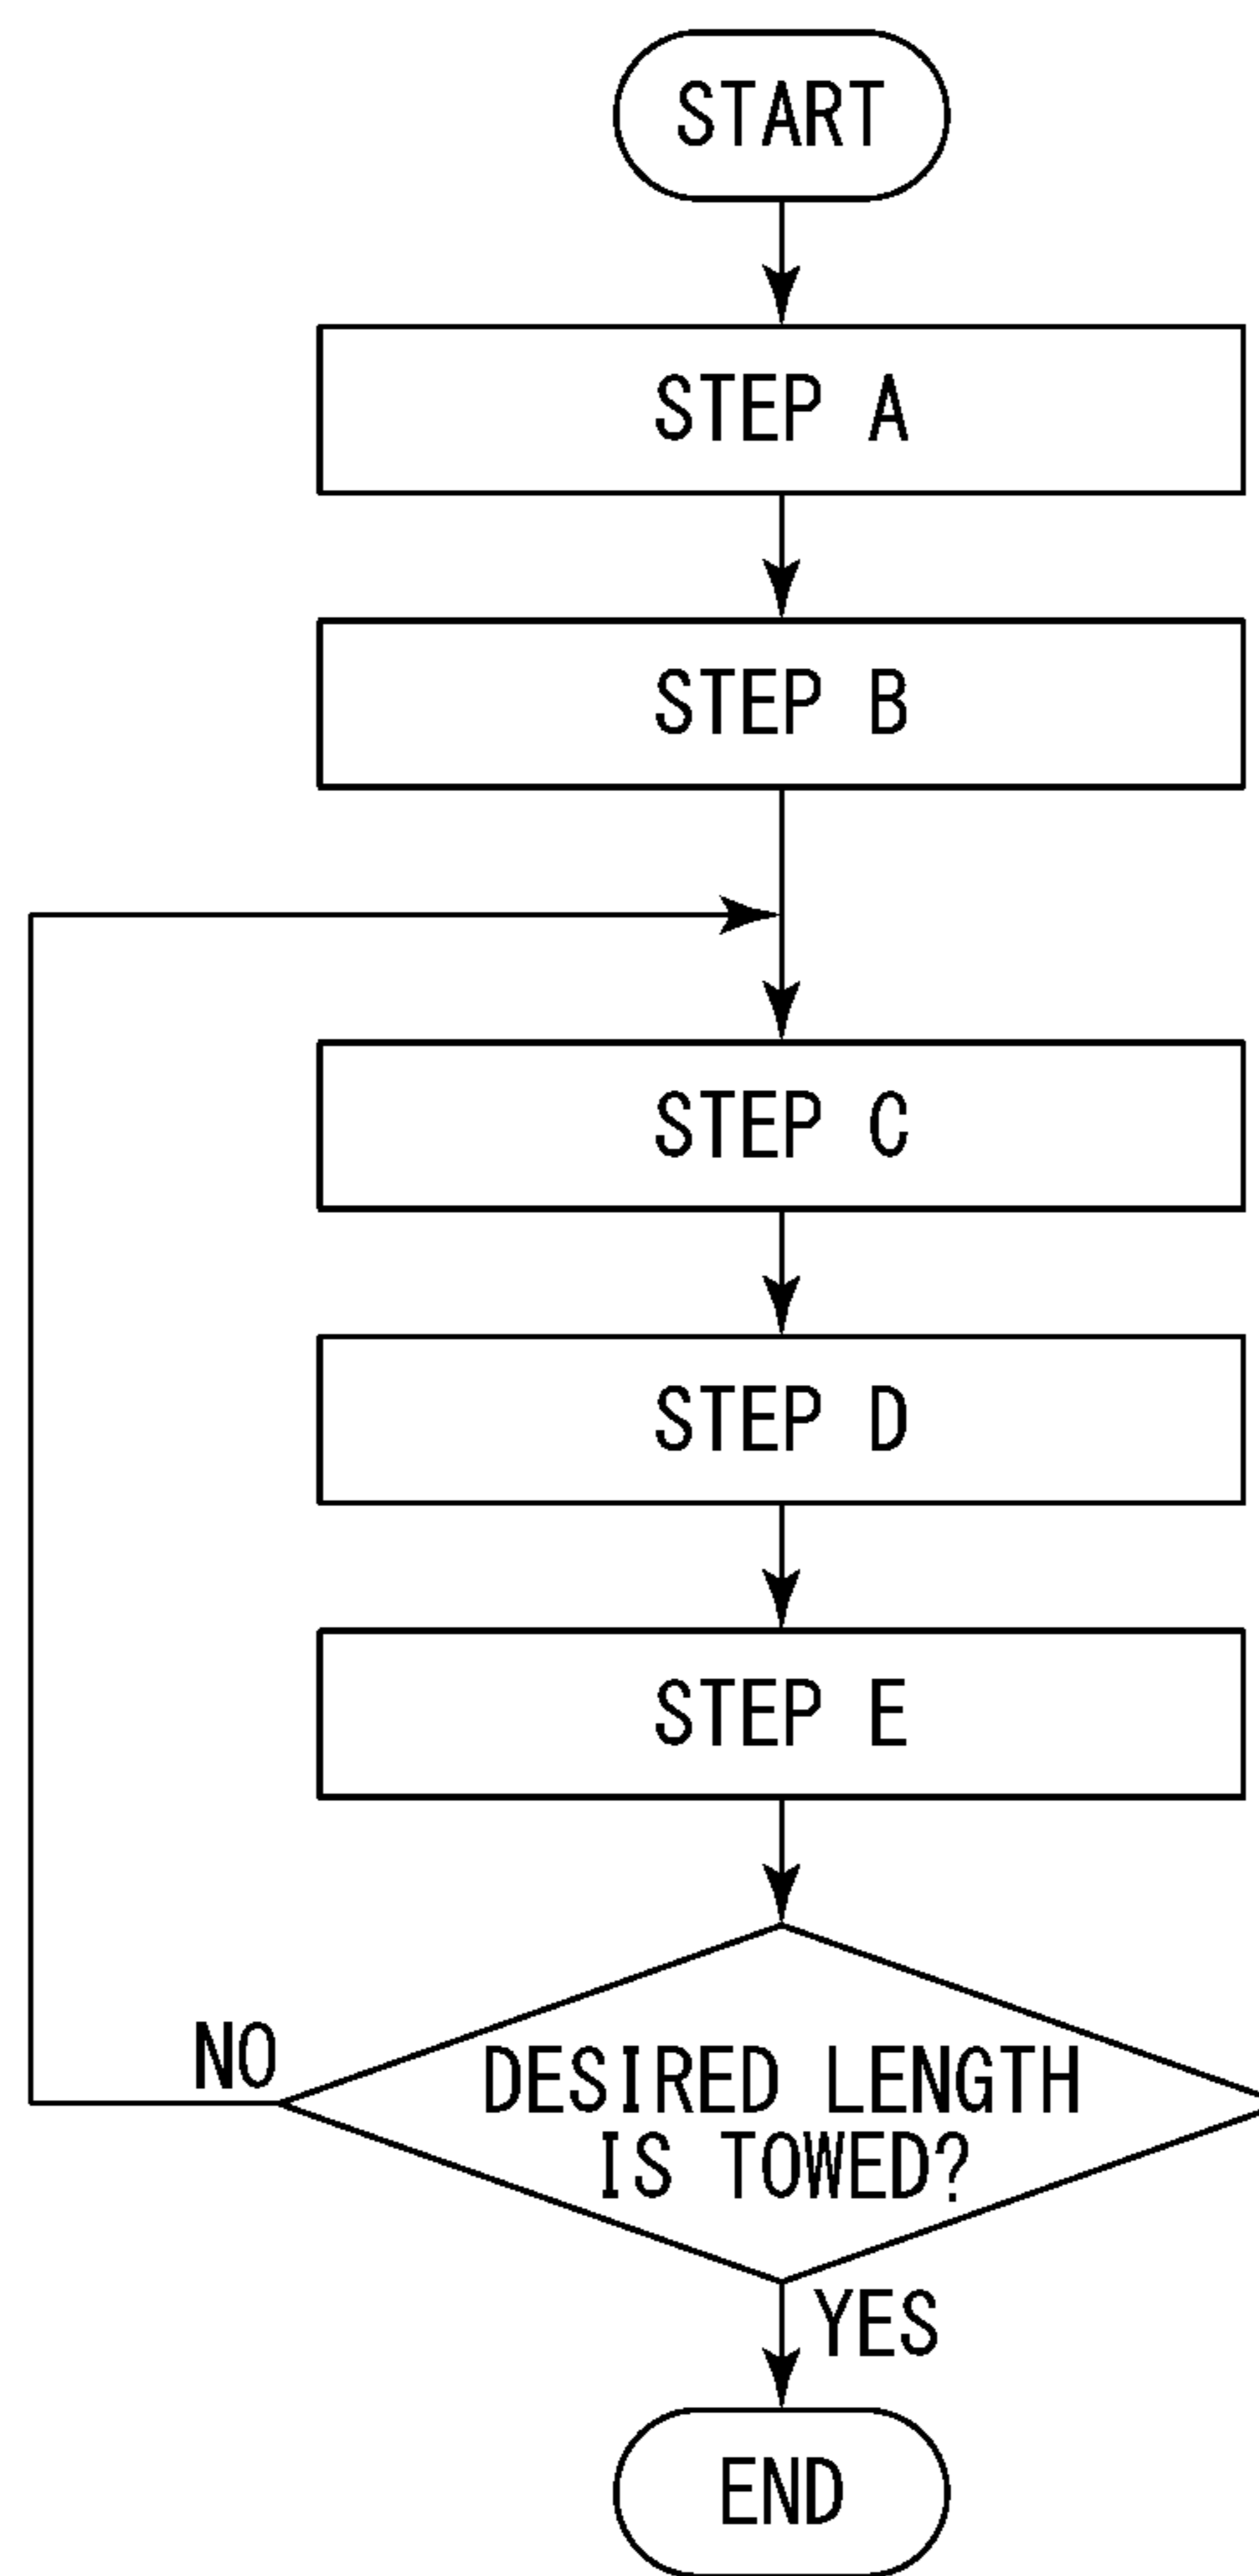 START
STEP A
STEP B
STEP C
STEP D
STEP E
NO
DESIRED LENGTH
IS TOWED?
YES
END